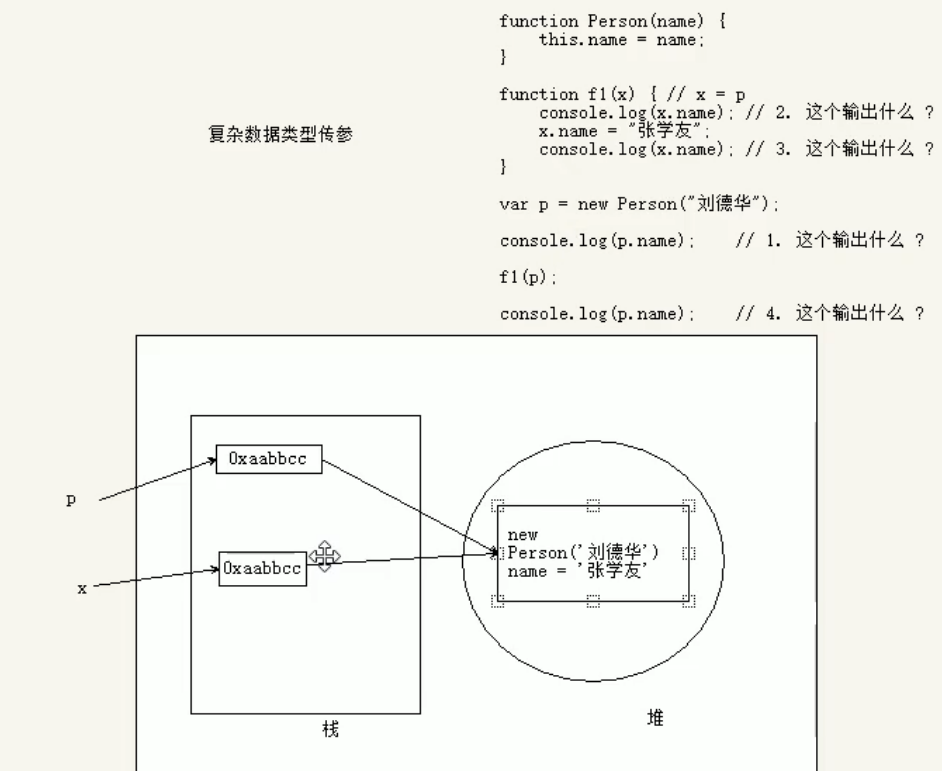 function Person(name) {
this.name = name;
}
function f1(x) { // x = p
console.log(x.name); // 2. 这个输出什么 ?
x.name = "张学友";
console.log(x.name); // 3. 这个输出什么 ?
}
复杂数据类型传参
var p = new Person("刘德华");
console.log(p.name); // 1. 这个输出什么 ?
f1(p);
console.log(p.name); // 4. 这个输出什么 ?
0xaabbcc
p
new
Person('刘德华')
name = '张学友'
0xaabbcc
x
栈
堆